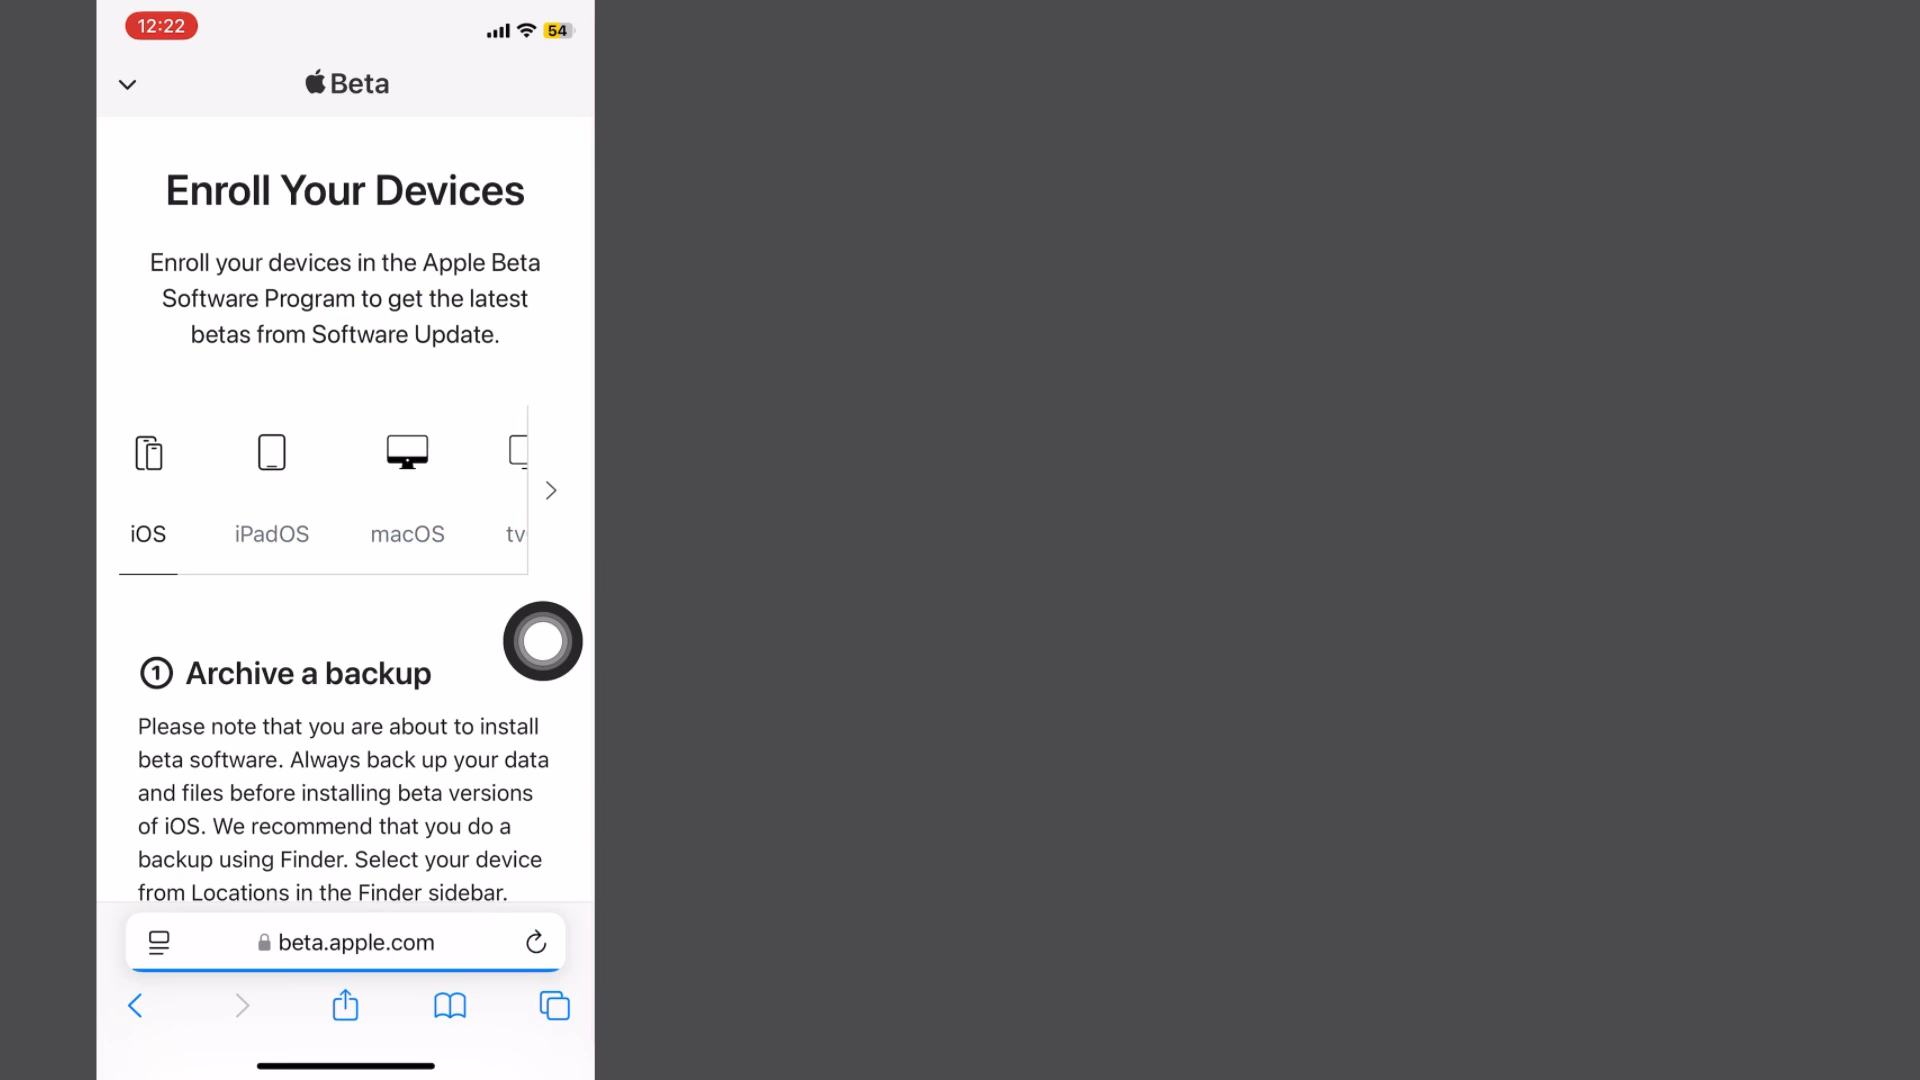 12:22
54
Beta
Enroll Your Devices
Enroll your devices in the Apple Beta
Software Program to get the latest
betas from Software Update.
iOS
iPadOS
macOS
tv
1 Archive a backup
Please note that you are about to install
beta software. Always back up your data
and files before installing beta versions
of iOS. We recommend that you do a
backup using Finder. Select your device
from Locations in the Finder sidebar.
beta.apple.com